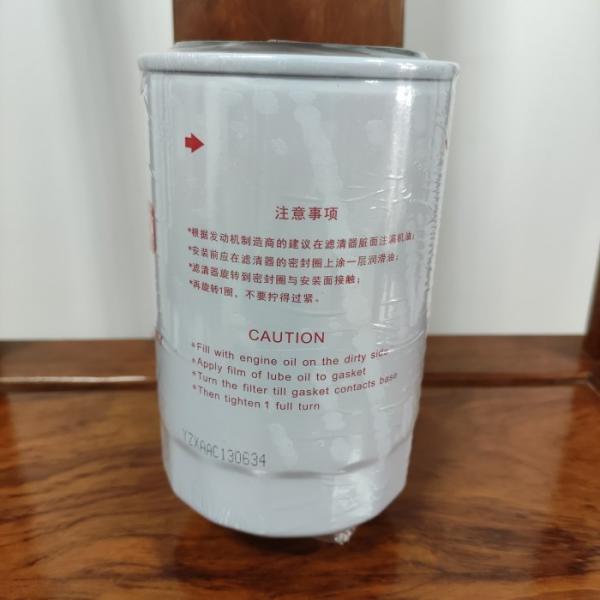 注意事项
*根据发动机制造商的建议在滤清器脏面注满机油;
*安装前应在滤清器的密封圈上涂一层润滑油;
*滤清器旋转到密封圈与安装面接触;
*再旋转1圈,不要拧得过紧。
CAUTION
*Fill with engine oil on the dirty side
*Apply film of lube oil to gasket
*Turn the filter till gasket contacts base
*Then tighten 1 full turn
YZXAAC130634